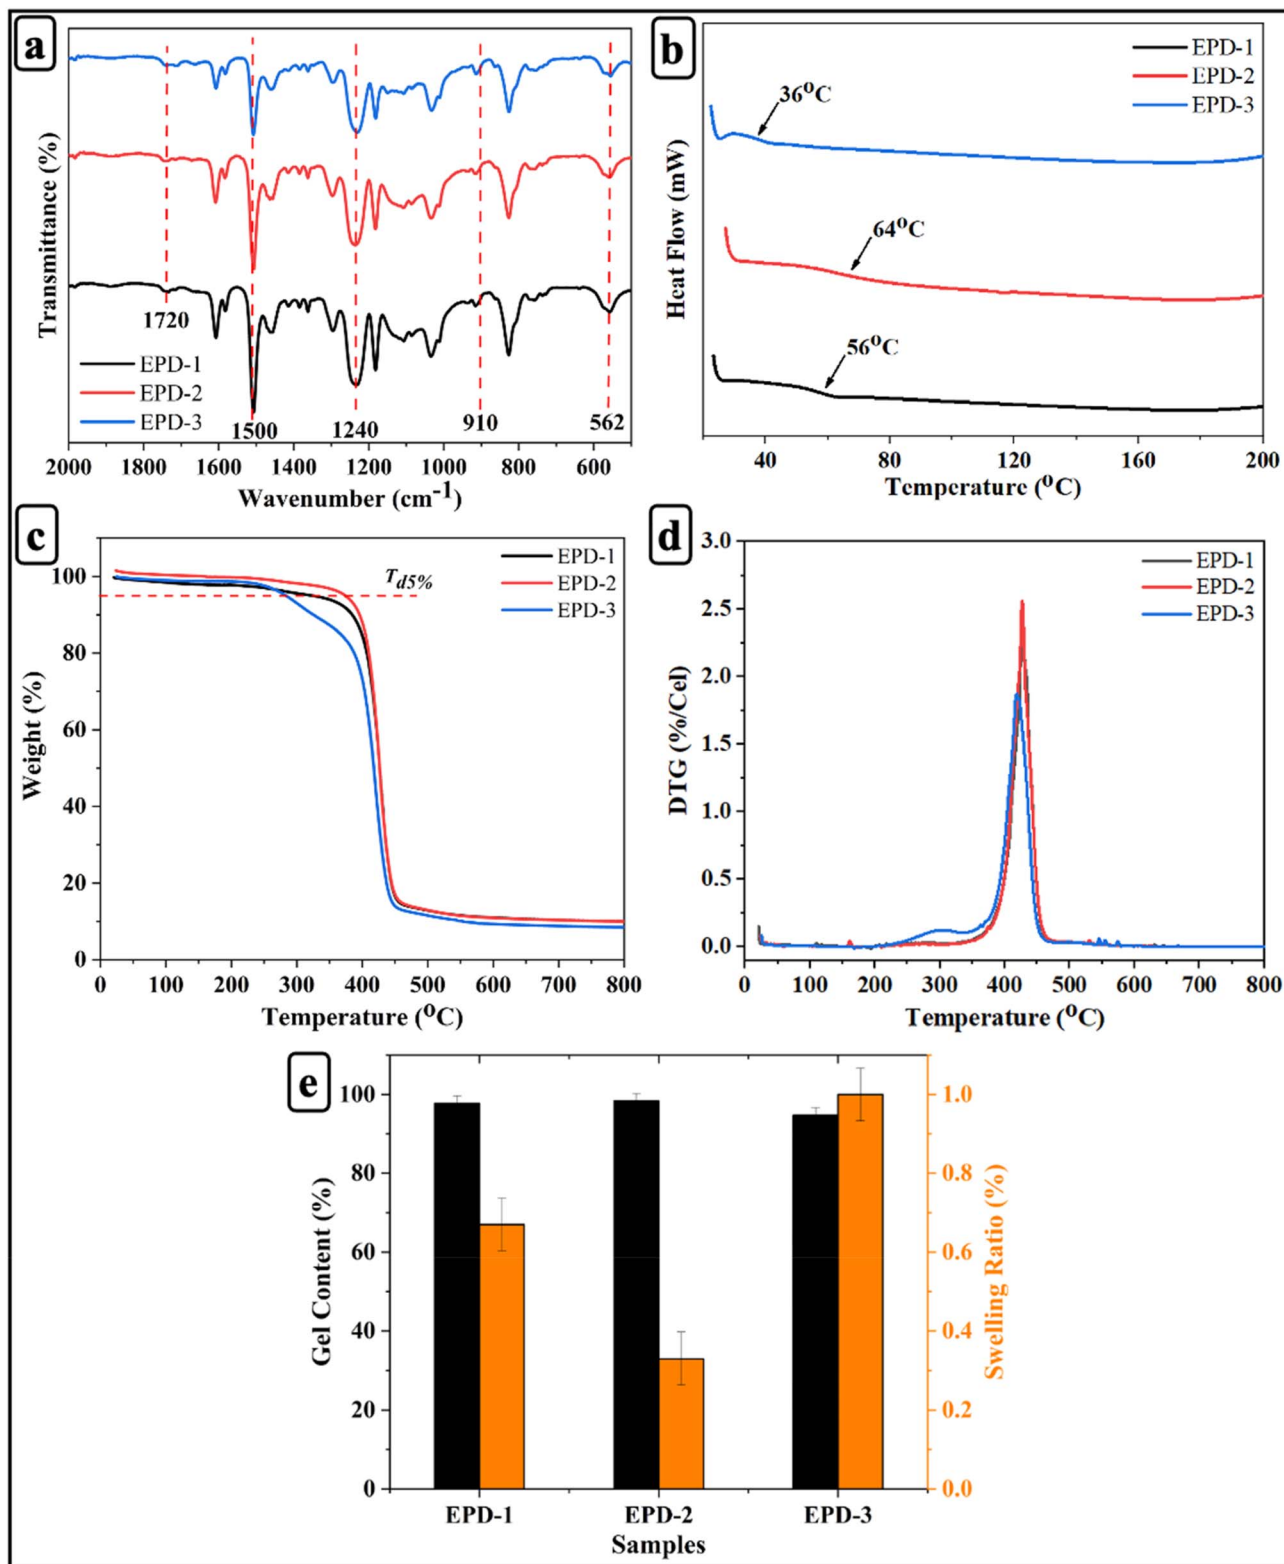 a
Transmittance (%)
1720
1500
1240
910
562
EPD-1
EPD-2
EPD-3
2000 1800 1600 1400 1200 1000 800 600
Wavenumber (cm⁻¹)
b
EPD-1
EPD-2
EPD-3
36°C
64°C
56°C
Heat Flow (mW)
40 80 120 160 200
Temperature (°C)
c
EPD-1
EPD-2
EPD-3
Td5%
Weight (%)
100
80
60
40
20
0
0 100 200 300 400 500 600 700 800
Temperature (°C)
d
EPD-1
EPD-2
EPD-3
DTG (%/Cel)
3.0
2.5
2.0
1.5
1.0
0.5
0.0
0 100 200 300 400 500 600 700 800
Temperature (°C)
e
Gel Content (%)
100
80
60
40
20
0
Swelling Ratio (%)
1.0
0.8
0.6
0.4
0.2
0.0
EPD-1 EPD-2 EPD-3
Samples